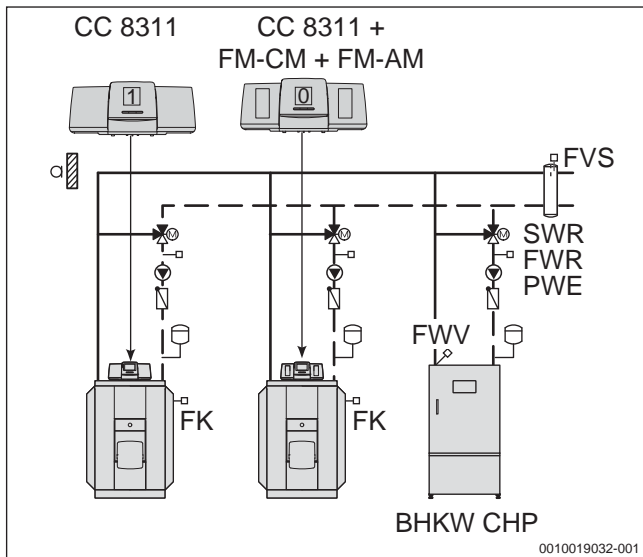 CC 8311
CC 8311 +
FM-CM + FM-AM
1
0
FVS
M
M
M
SWR
FWR
PWE
FWV
FK
FK
BHKW CHP
0010019032-001